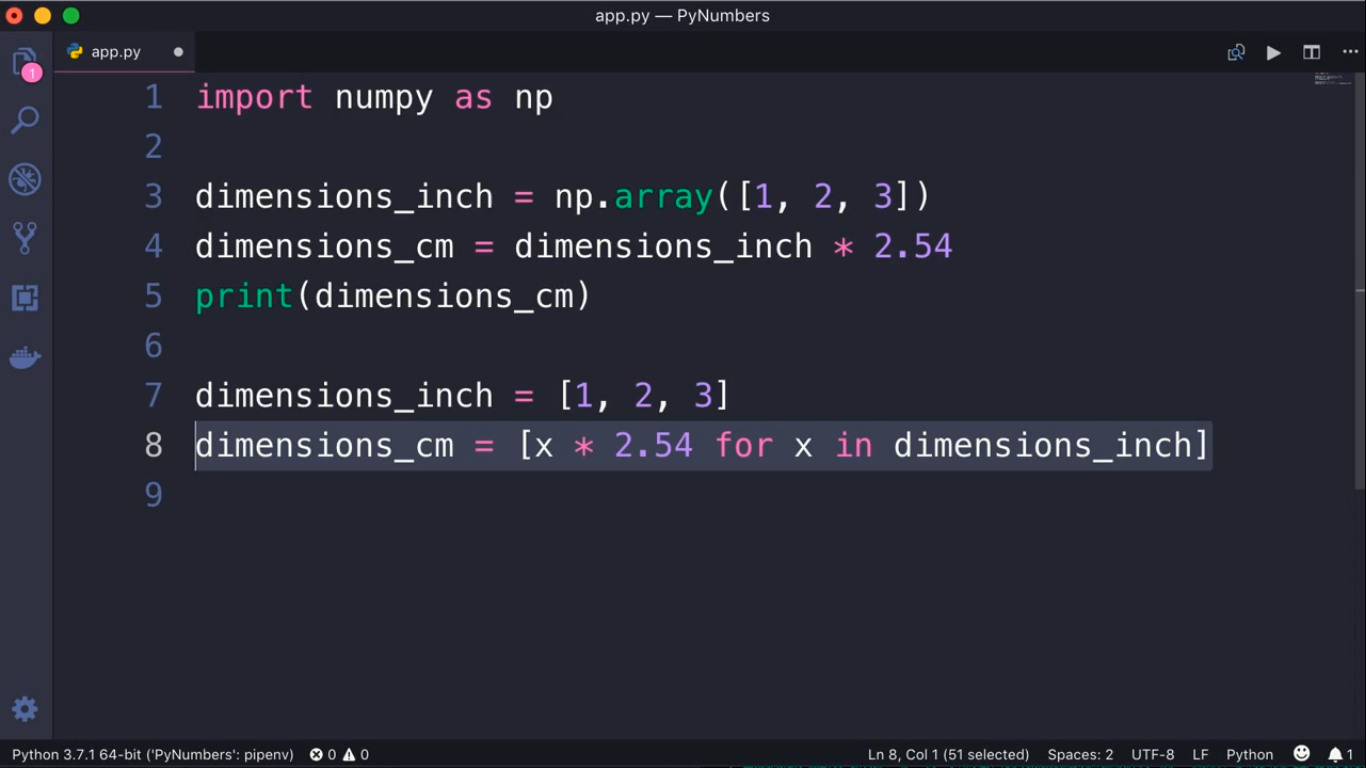 app.py — PyNumbers
app.py
1
1 import numpy as np
2
3 dimensions_inch = np.array([1, 2, 3])
4 dimensions_cm = dimensions_inch * 2.54
5 print(dimensions_cm)
6
7 dimensions_inch = [1, 2, 3]
8 dimensions_cm = [x * 2.54 for x in dimensions_inch]
9
Python 3.7.1 64-bit ('PyNumbers': pipenv) 0 0 Ln 8, Col 1 (51 selected) Spaces: 2 UTF-8 LF Python 1